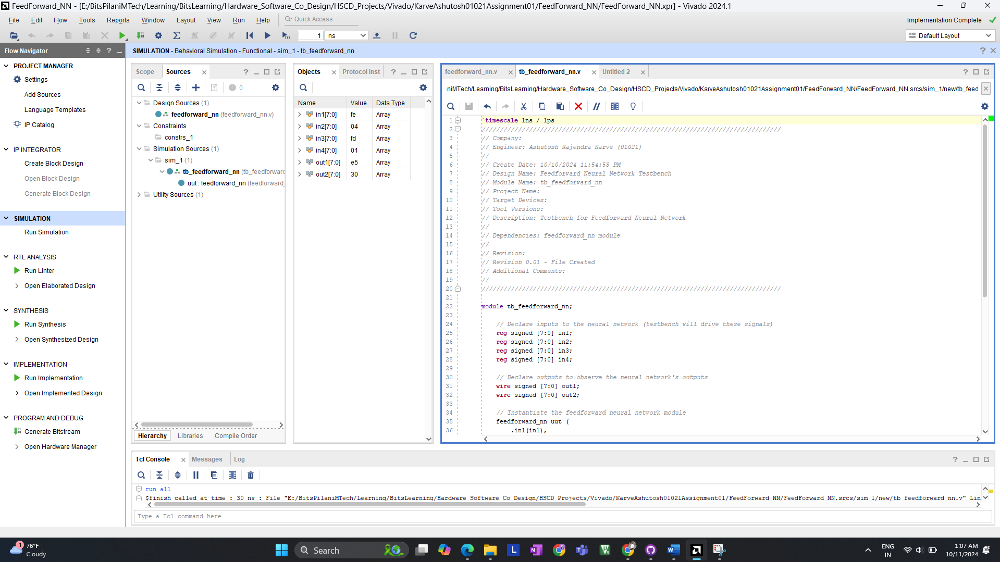 FeedForward_NN - [E:/BitsPilaniMTech/Learning/BitsLearning/Hardware_Software_Co_Design/HSCD_Projects/Vivado/KarveAshutosh01021Assignment01/FeedForward_NN/FeedForward_NN.xpr] - Vivado 2024.1
File Edit Flow Tools Reports Window Layout View Run Help Quick Access Implementation Complete
1 ns Default Layout
Flow Navigator
SIMULATION - Behavioral Simulation - Functional - sim_1 - tb_feedforward_nn
PROJECT MANAGER
Settings
Add Sources
Language Templates
IP Catalog
IP INTEGRATOR
Create Block Design
Open Block Design
Generate Block Design
SIMULATION
Run Simulation
RTL ANALYSIS
Run Linter
Open Elaborated Design
SYNTHESIS
Run Synthesis
Open Synthesized Design
IMPLEMENTATION
Run Implementation
Open Implemented Design
PROGRAM AND DEBUG
Generate Bitstream
Open Hardware Manager
Scope Sources
0
Design Sources (1)
feedforward_nn (feedforward_nn.v)
Constraints
constrs_1
Simulation Sources (1)
sim_1 (1)
tb_feedforward_nn (tb_feedforwarc
uut : feedforward_nn (feedforward_
Utility Sources (1)
Hierarchy Libraries Compile Order
Objects Protocol Inst
Name Value Data Type
in1[7:0] fe Array
in2[7:0] 04 Array
in3[7:0] fd Array
in4[7:0] 01 Array
out1[7:0] e5 Array
out2[7:0] 30 Array
feedforward_nn.v tb_feedforward_nn.v Untitled 2
.niMTech/Learning/BitsLearning/Hardware_Software_Co_Design/HSCD_Projects/Vivado/KarveAshutosh01021Assignment01/FeedForward_NN/FeedForward_NN.srcs/sim_1/new/tb_feed
1 `timescale 1ns / 1ps
2 //////////////////////////////////////////////////////////////////////////////////
3 // Company:
4 // Engineer: Ashutosh Rajendra Karve (01021)
5 //
6 // Create Date: 10/10/2024 11:54:58 PM
7 // Design Name: Feedforward Neural Network Testbench
8 // Module Name: tb_feedforward_nn
9 // Project Name:
10 // Target Devices:
11 // Tool Versions:
12 // Description: Testbench for Feedforward Neural Network
13 //
14 // Dependencies: feedforward_nn module
15 //
16 // Revision:
17 // Revision 0.01 - File Created
18 // Additional Comments:
19 //
20 //////////////////////////////////////////////////////////////////////////////////
21
22 module tb_feedforward_nn;
23
24 // Declare inputs to the neural network (testbench will drive these signals)
25 reg signed [7:0] in1;
26 reg signed [7:0] in2;
27 reg signed [7:0] in3;
28 reg signed [7:0] in4;
29
30 // Declare outputs to observe the neural network's outputs
31 wire signed [7:0] out1;
32 wire signed [7:0] out2;
33
34 // Instantiate the feedforward neural network module
35 feedforward_nn uut (
36 .in1(in1),
Tcl Console Messages Log
run all
$finish called at time : 30 ns : File "E:/BitsPilaniMTech/Learning/BitsLearning/Hardware_Software_Co_Design/HSCD_Projects/Vivado/KarveAshutosh01021Assignment01/FeedForward_NN/FeedForward_NN.srcs/sim_1/new/tb_feedforward_nn.v" Lin
Type a Tcl command here
1 76°F
Cloudy
Search
ENG
IN
1:07 AM
10/11/2024